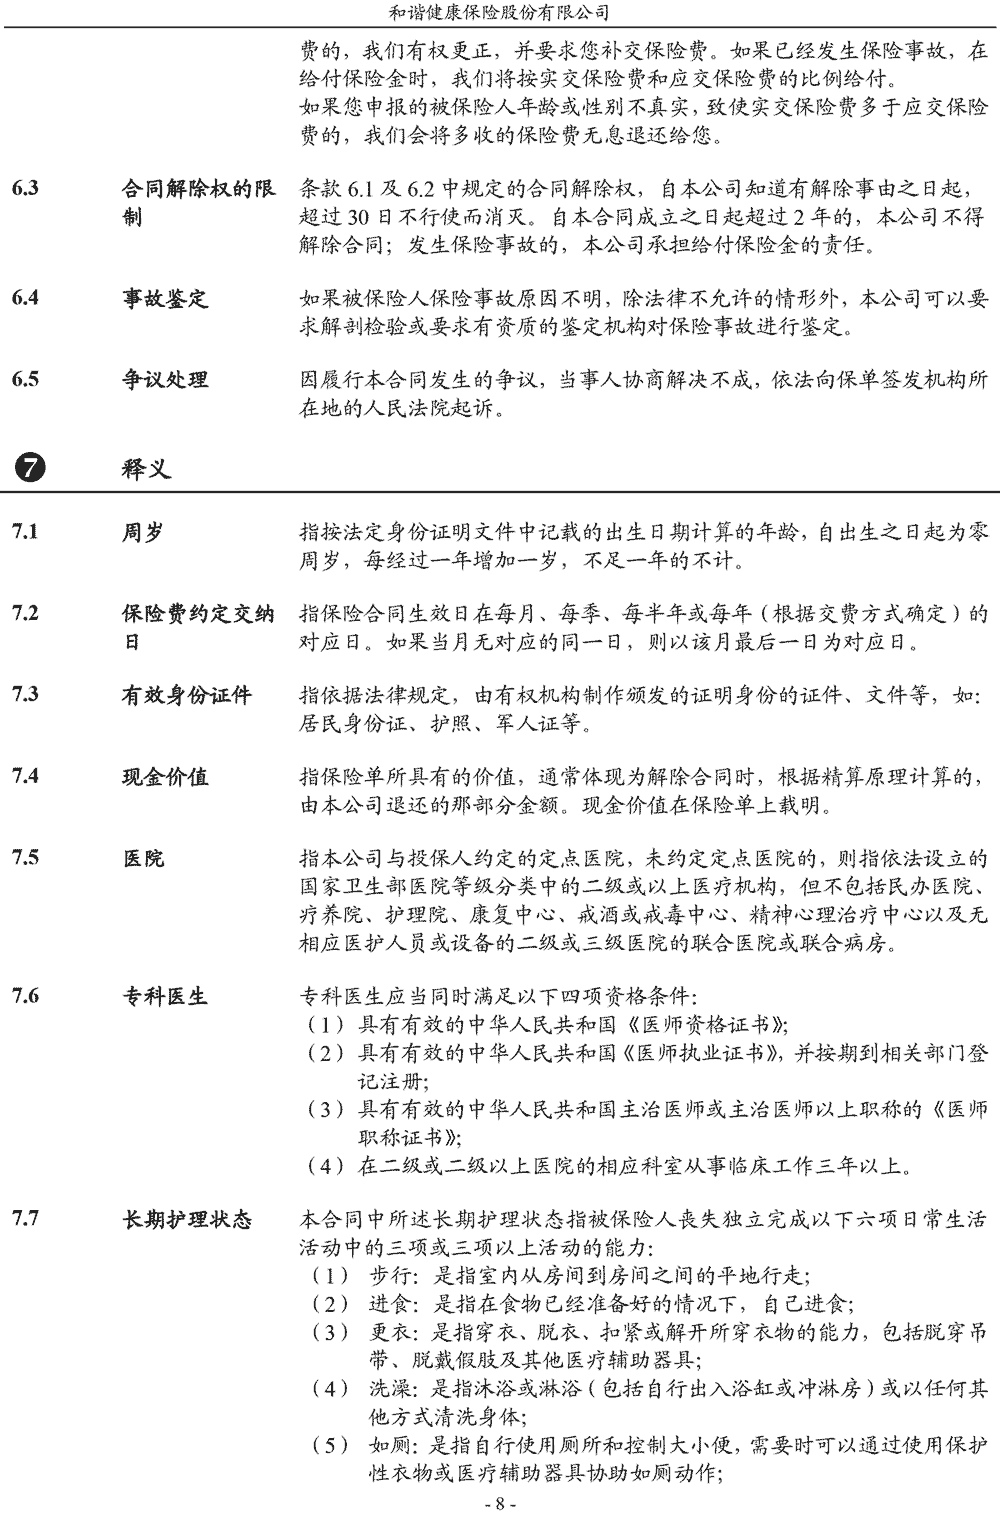 和谐健康保险股份有限公司
费的，我们有权更正，并要求您补交保险费。如果已经发生保险事故，在
给付保险金时，我们将按实交保险费和应交保险费的比例给付。
如果您申报的被保险人年龄或性别不真实，致使实交保险费多于应交保险
费的，我们会将多收的保险费无息退还给您。
6.3 合同解除权的限 条款 6.1 及 6.2 中规定的合同解除权，自本公司知道有解除事由之日起，
制 超过 30 日不行使而消灭。自本合同成立之日起超过 2 年的，本公司不得
解除合同；发生保险事故的，本公司承担给付保险金的责任。
6.4 事故鉴定 如果被保险人保险事故原因不明，除法律不允许的情形外，本公司可以要
求解剖检验或要求有资质的鉴定机构对保险事故进行鉴定。
6.5 争议处理 因履行本合同发生的争议，当事人协商解决不成，依法向保单签发机构所
在地的人民法院起诉。
7 释义
7.1 周岁 指按法定身份证明文件中记载的出生日期计算的年龄，自出生之日起为零
周岁，每经过一年增加一岁，不足一年的不计。
7.2 保险费约定交纳 指保险合同生效日在每月、每季、每半年或每年（根据交费方式确定）的
日 对应日。如果当月无对应的同一日，则以该月最后一日为对应日。
7.3 有效身份证件 指依据法律规定，由有权机构制作颁发的证明身份的证件、文件等，如：
居民身份证、护照、军人证等。
7.4 现金价值 指保险单所具有的价值，通常体现为解除合同时，根据精算原理计算的，
由本公司退还的那部分金额。现金价值在保险单上载明。
7.5 医院 指本公司与投保人约定的定点医院，未约定定点医院的，则指依法设立的
国家卫生部医院等级分类中的二级或以上医疗机构，但不包括民办医院、
疗养院、护理院、康复中心、戒酒或戒毒中心、精神心理治疗中心以及无
相应医护人员或设备的二级或三级医院的联合医院或联合病房。
7.6 专科医生 专科医生应当同时满足以下四项资格条件：
（1）具有有效的中华人民共和国《医师资格证书》；
（2）具有有效的中华人民共和国《医师执业证书》，并按期到相关部门登
记注册；
（3）具有有效的中华人民共和国主治医师或主治医师以上职称的《医师
职称证书》；
（4）在二级或二级以上医院的相应科室从事临床工作三年以上。
7.7 长期护理状态 本合同中所述长期护理状态指被保险人丧失独立完成以下六项日常生活
活动中的三项或三项以上活动的能力：
（1） 步行：是指室内从房间到房间之间的平地行走；
（2） 进食：是指在食物已经准备好的情况下，自己进食；
（3） 更衣：是指穿衣、脱衣、扣紧或解开所穿衣物的能力，包括脱穿吊
带、脱戴假肢及其他医疗辅助器具；
（4） 洗澡：是指沐浴或淋浴（包括自行出入浴缸或冲淋房）或以任何其
他方式清洗身体；
（5） 如厕：是指自行使用厕所和控制大小便，需要时可以通过使用保护
性衣物或医疗辅助器具协助如厕动作；
- 8 -